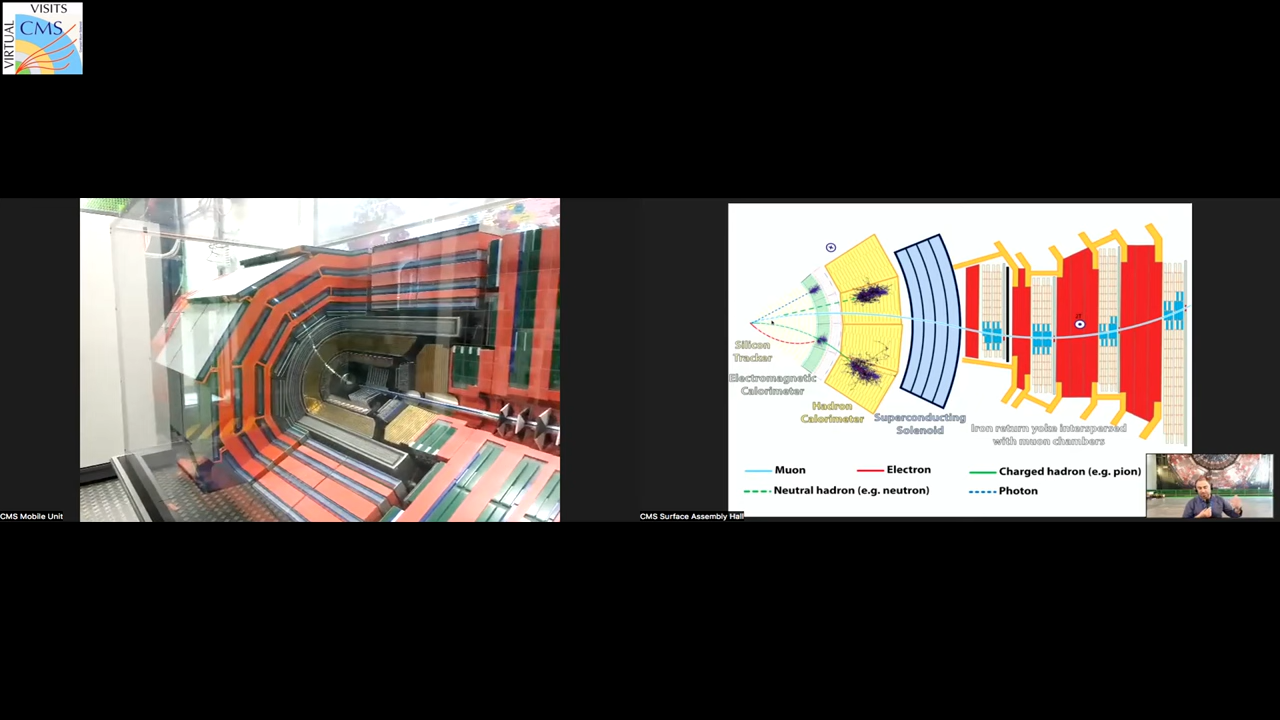 VISITS
CMS
VIRTUAL
Silicon
Tracker
Electromagnetic
Calorimeter
Hadron
Calorimeter
Superconducting
Solenoid
Iron return yoke interspersed
with muon chambers
Muon
Electron
Charged hadron (e.g. pion)
Neutral hadron (e.g. neutron)
Photon
CMS Mobile Unit
CMS Surface Assembly Hall